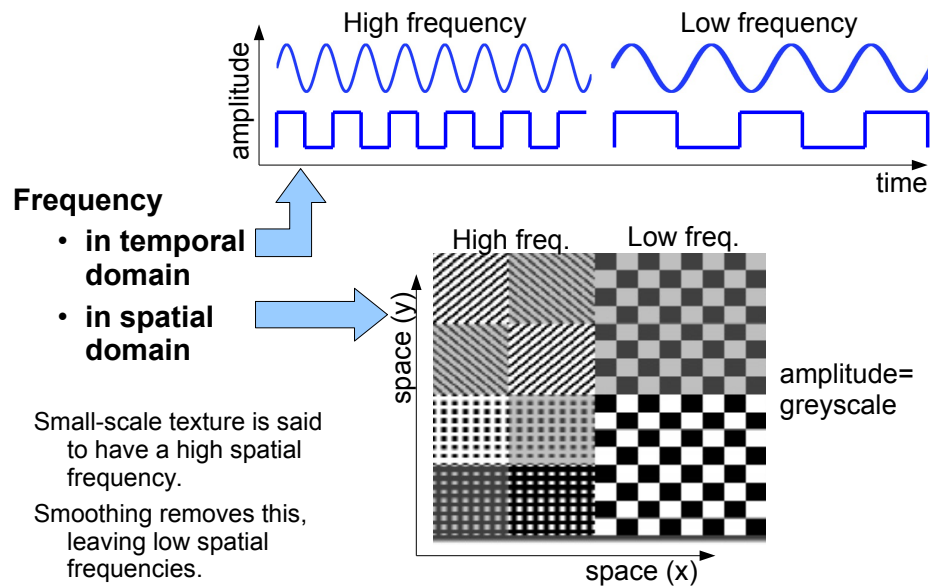 High frequency
Low frequency
amplitude
time
Frequency
• in temporal
domain
• in spatial
domain
High freq.
Low freq.
space (y)
amplitude=
greyscale
space (x)
Small-scale texture is said
to have a high spatial
frequency.
Smoothing removes this,
leaving low spatial
frequencies.